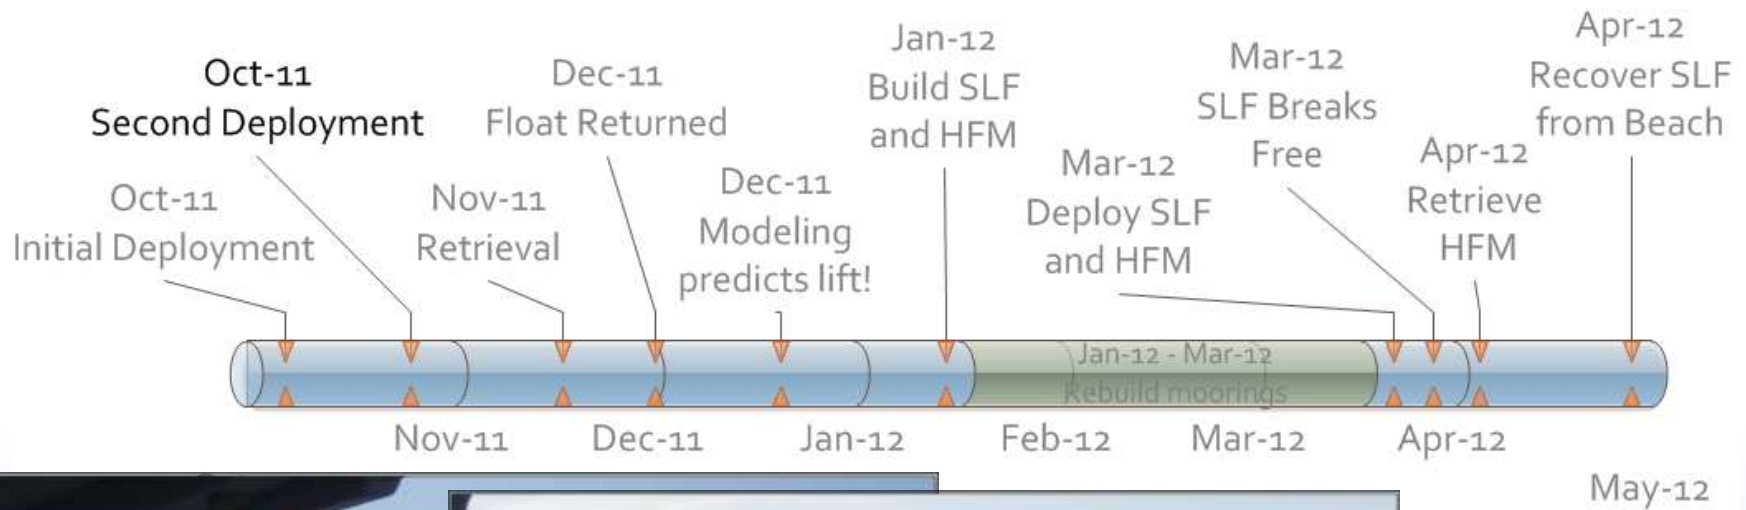 Oct-11
Initial Deployment
Oct-11
Second Deployment
Nov-11
Retrieval
Dec-11
Float Returned
Dec-11
Modeling
predicts lift!
Jan-12
Build SLF
and HFM
Mar-12
Deploy SLF
and HFM
Mar-12
SLF Breaks
Free
Apr-12
Retrieve
HFM
Apr-12
Recover SLF
from Beach
Jan-12 - Mar-12
Rebuild moorings
Nov-11
Dec-11
Jan-12
Feb-12
Mar-12
Apr-12
May-12